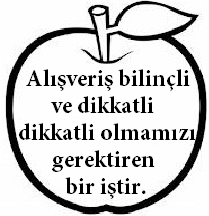 Alışveriş bilinçli
ve dikkatli
dikkatli olmamızı
gerektiren
bir iştir.